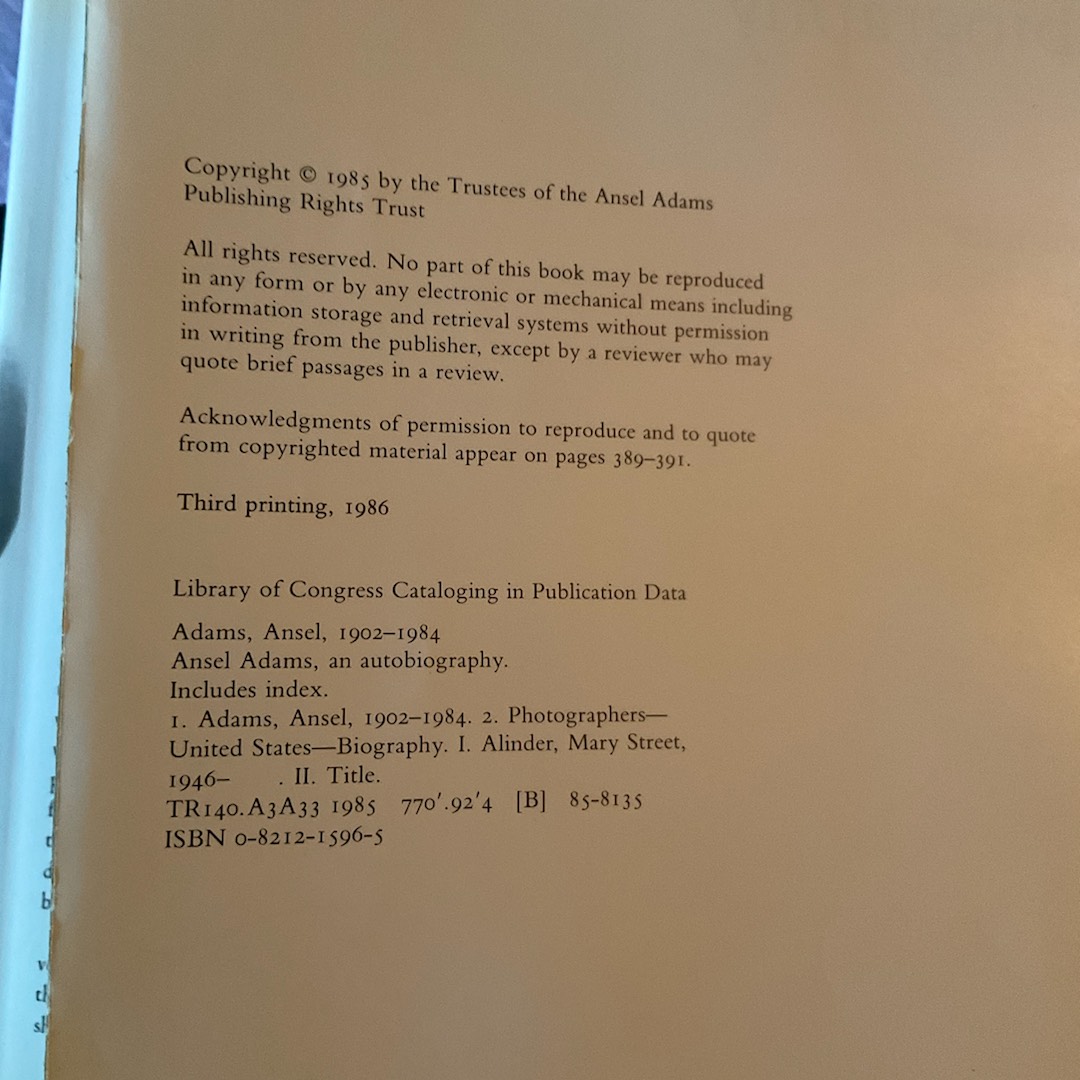 Copyright © 1985 by the Trustees of the Ansel Adams
Publishing Rights Trust
All rights reserved. No part of this book may be reproduced
in any form or by any electronic or mechanical means including
information storage and retrieval systems without permission
in writing from the publisher, except by a reviewer who may
quote brief passages in a review.
Acknowledgments of permission to reproduce and to quote
from copyrighted material appear on pages 389–391.
Third printing, 1986
Library of Congress Cataloging in Publication Data
Adams, Ansel, 1902–1984
Ansel Adams, an autobiography.
Includes index.
1. Adams, Ansel, 1902–1984. 2. Photographers—
United States—Biography. I. Alinder, Mary Street,
1946–      . II. Title.
TR140.A3A33 1985   770′.92′4   [B]   85-8135
ISBN 0-8212-1596-5